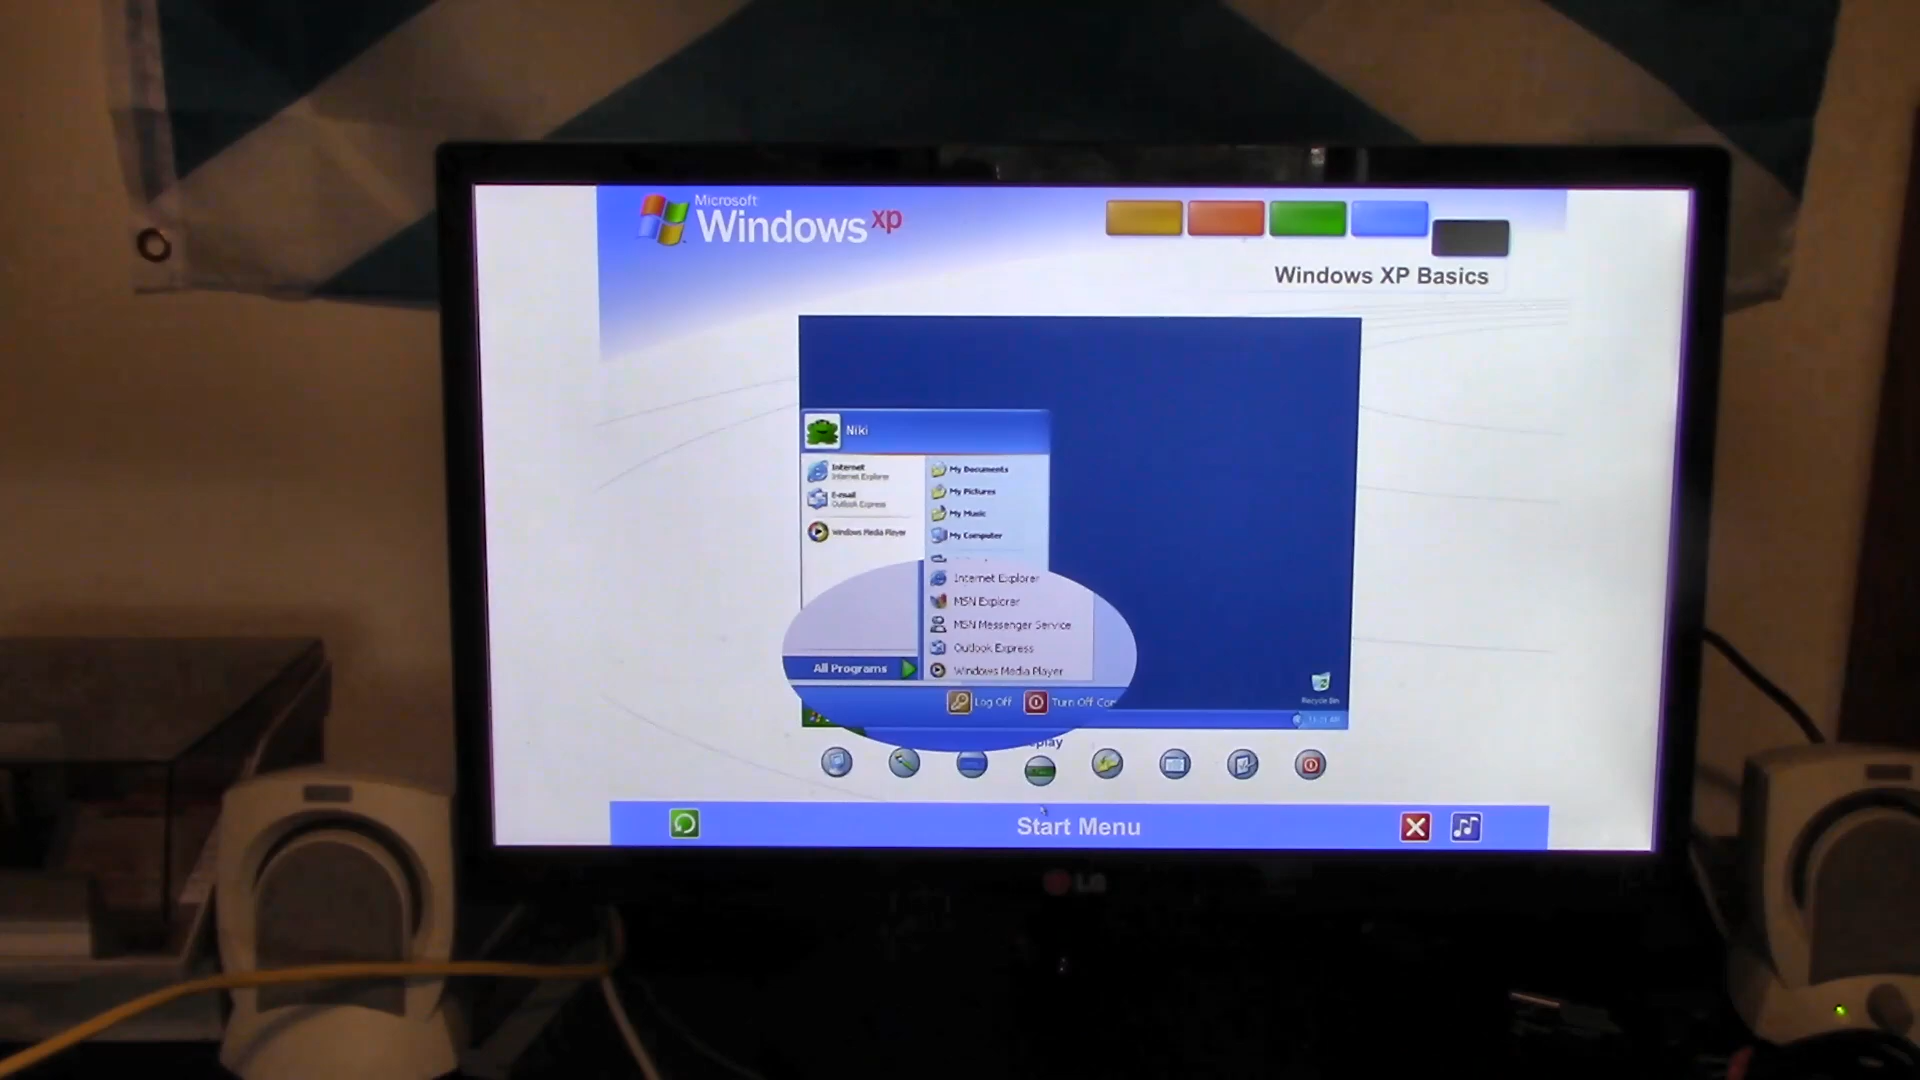 Microsoft
Windows xp
Windows XP Basics
Niki
Internet
Internet Explorer
E-mail
Outlook Express
Windows Media Player
My Documents
My Pictures
My Music
My Computer
Internet Explorer
MSN Explorer
MSN Messenger Service
Outlook Express
Windows Media Player
All Programs
Log Off
Turn Off Com
Recycle Bin
Start Menu
LG